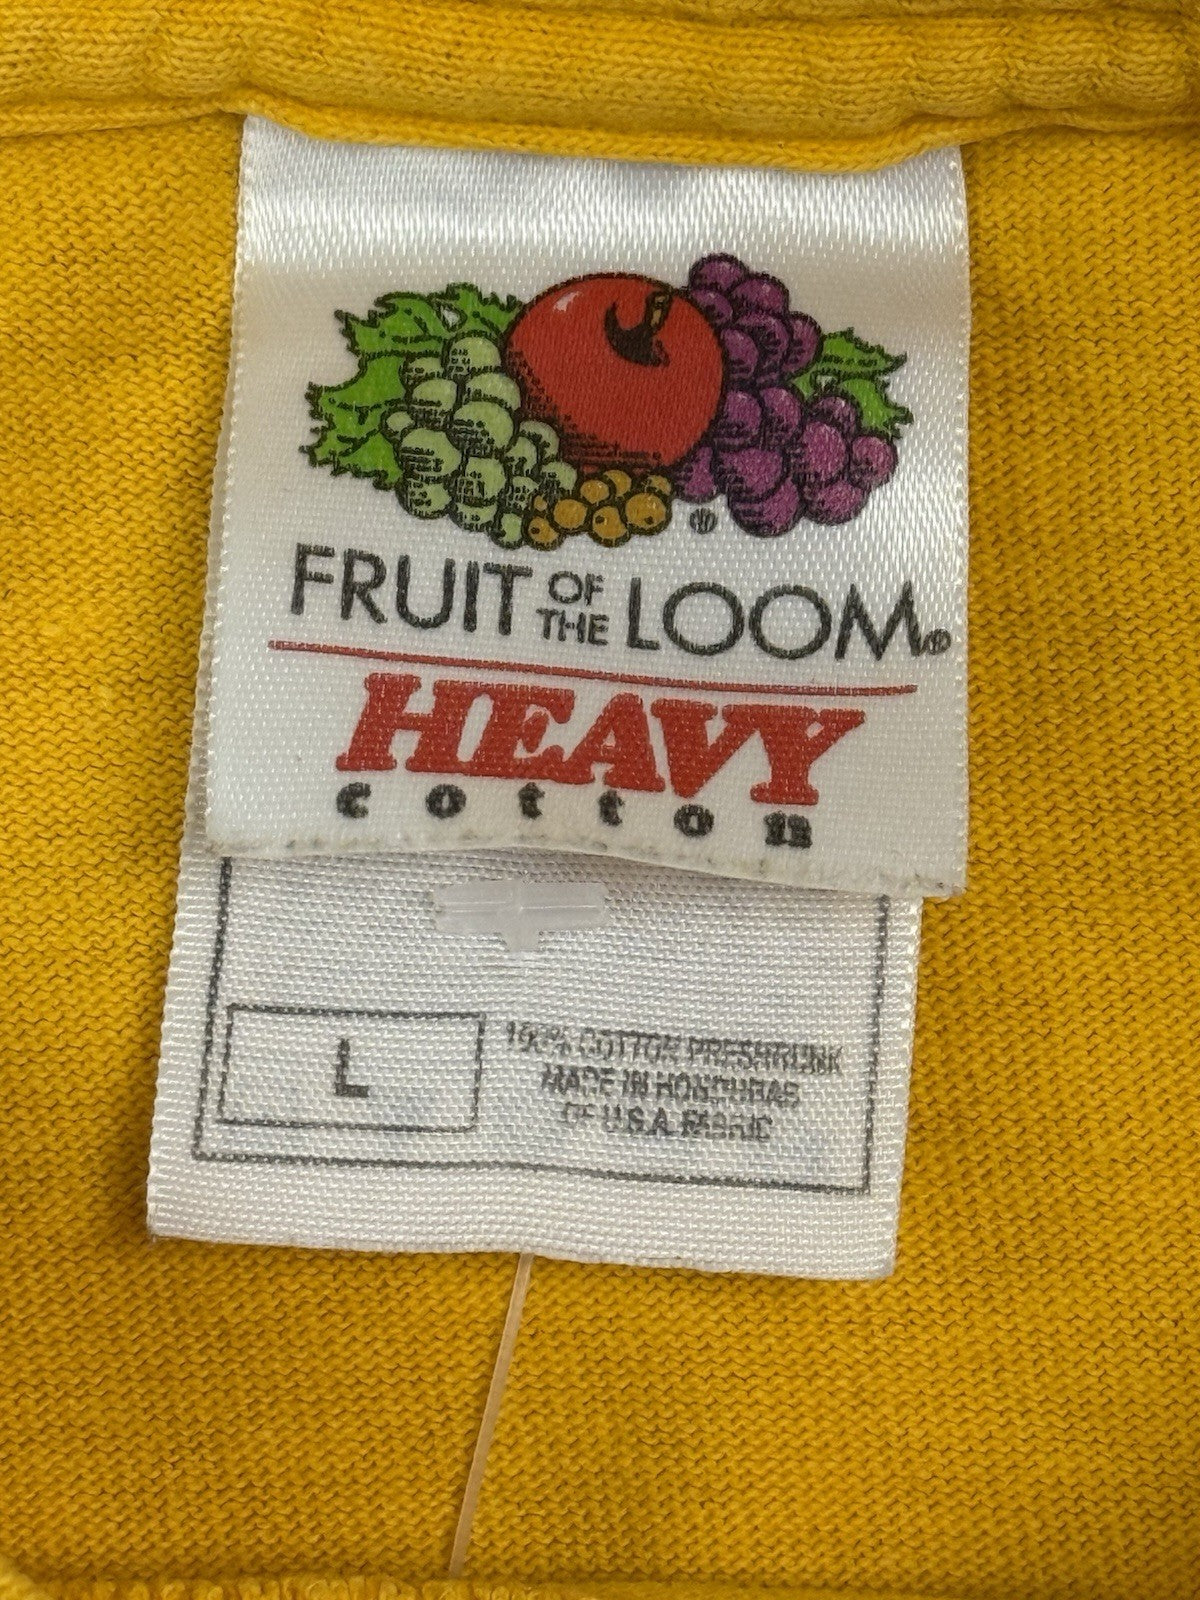 FRUIT OF THE LOOM®
HEAVY
cotton
L
100% COTTON PRESHRUNK
MADE IN HONDURAS
OF U.S.A. FABRIC